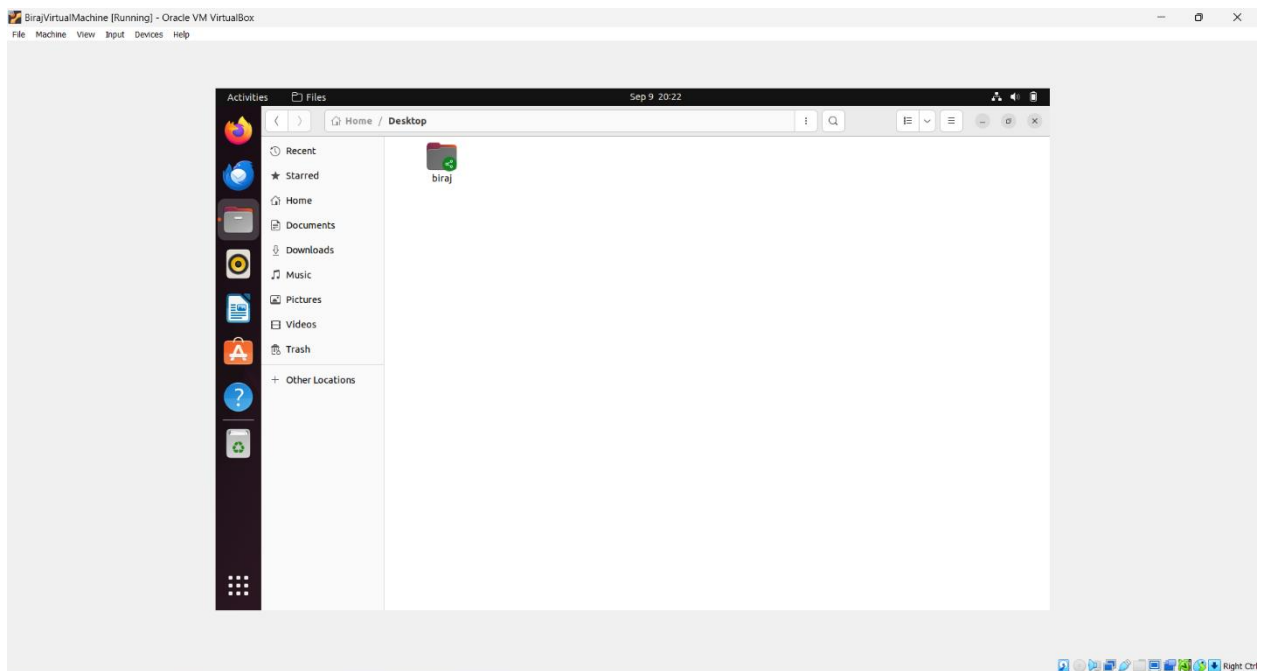 BirajVirtualMachine [Running] - Oracle VM VirtualBox
File Machine View Input Devices Help
Activities Files Sep 9 20:22
Home / Desktop
Recent
Starred
Home
Documents
Downloads
Music
Pictures
Videos
Trash
+ Other Locations
biraj
Right Ctrl